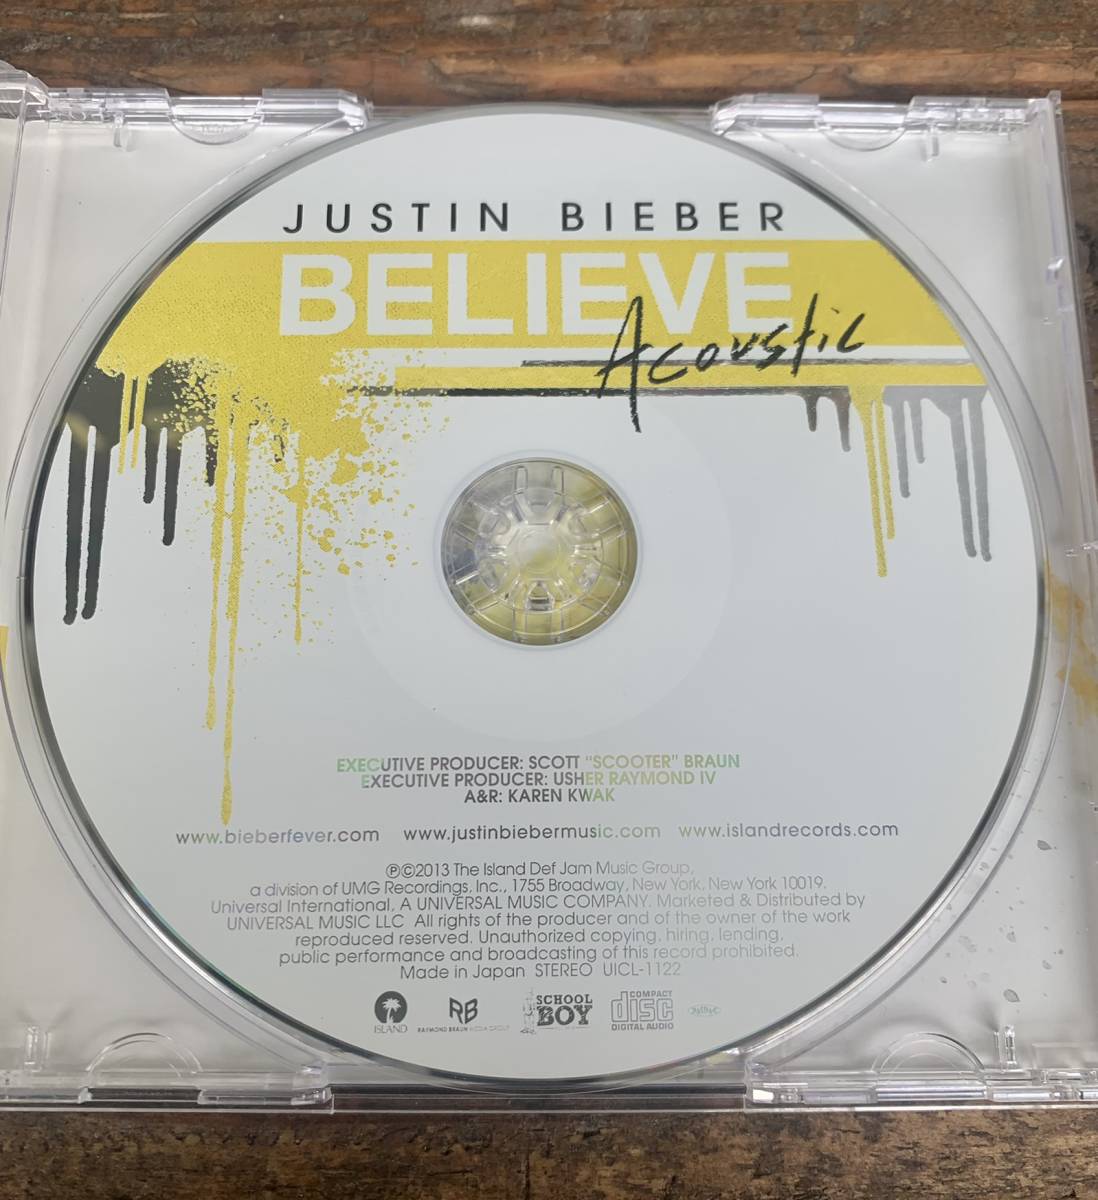 JUSTIN BIEBER
BELIEVE
Acoustic
EXECUTIVE PRODUCER: SCOTT "SCOOTER" BRAUN
EXECUTIVE PRODUCER: USHER RAYMOND IV
A&R: KAREN KWAK
www.bieberfever.com www.justinbiebermusic.com www.islandrecords.com
℗©2013 The Island Def Jam Music Group,
a division of UMG Recordings, Inc., 1755 Broadway, New York, New York 10019.
Universal International, A UNIVERSAL MUSIC COMPANY. Marketed & Distributed by
UNIVERSAL MUSIC LLC All rights of the producer and of the owner of the work
reproduced reserved. Unauthorized copying, hiring, lending,
public performance and broadcasting of this record prohibited.
Made in Japan STEREO UICL-1122
ISLAND
RB
RAYMOND BRAUN MEDIA GROUP
SCHOOL
BOY
COMPACT
disc
DIGITAL AUDIO